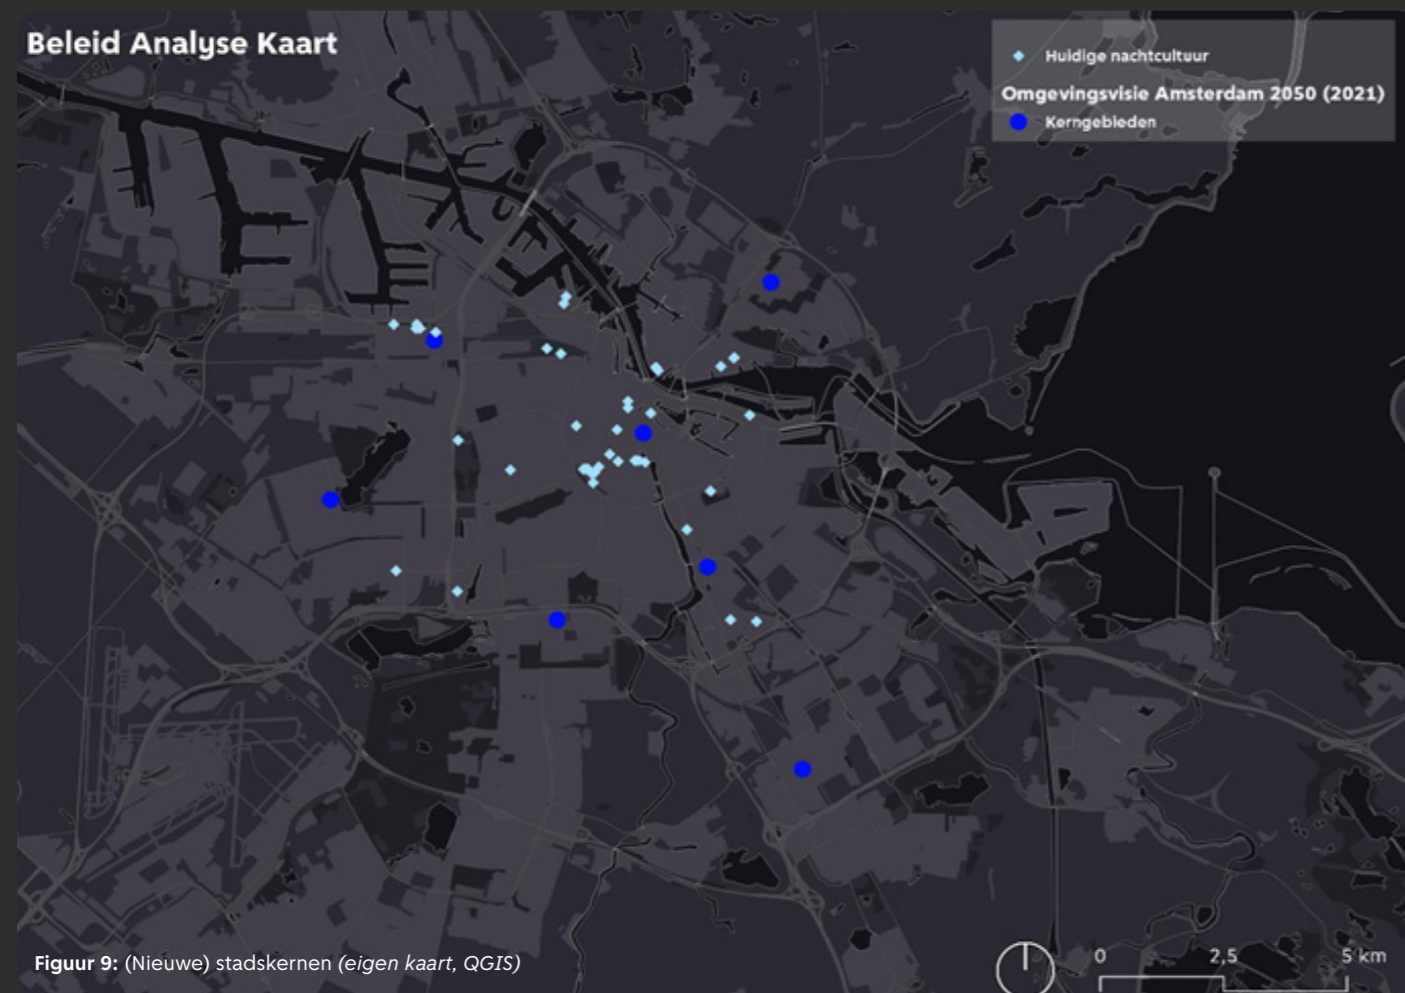 Beleid Analyse Kaart
Huidige nachtcultuur
Omgevingsvisie Amsterdam 2050 (2021)
Kerngebieden
Figuur 9: (Nieuwe) stadskernen (eigen kaart, QGIS)
0 2,5 5 km